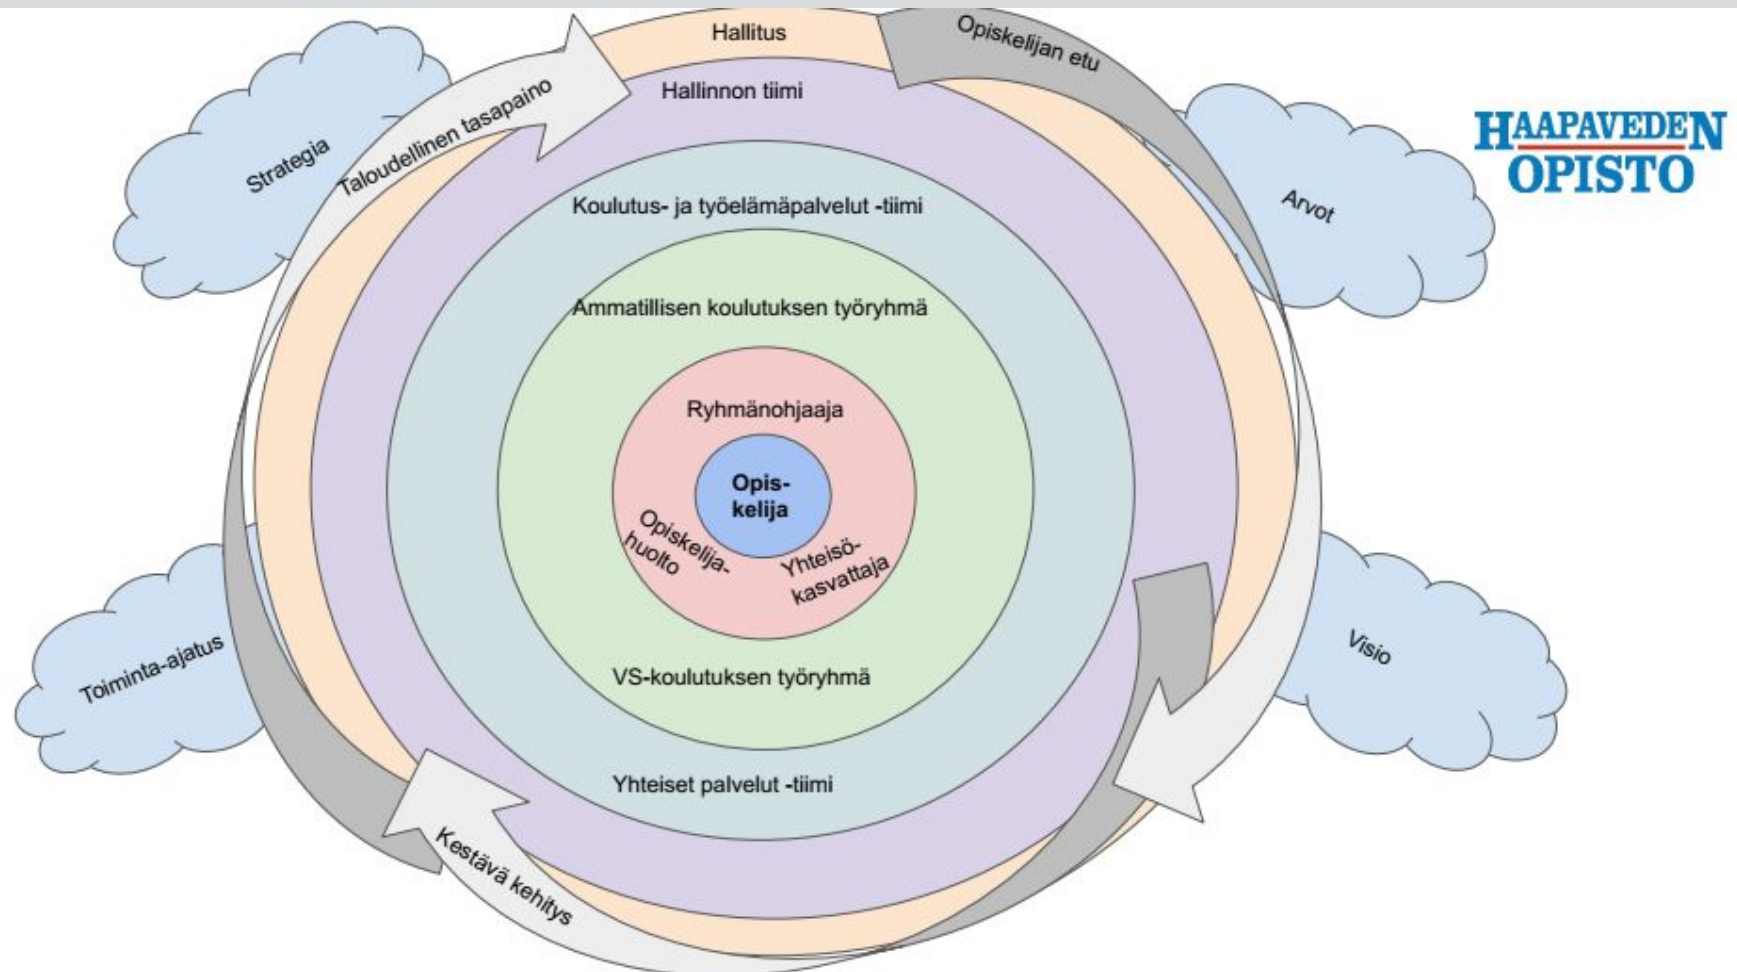 Hallitus
Opiskelijan etu
Hallinnon tiimi
Taloudellinen tasapaino
Strategia
HAAPAVEDEN
OPISTO
Arvot
Koulutus- ja työelämäpalvelut -tiimi
Ammatillisen koulutuksen työryhmä
Ryhmänohjaaja
Opis-
kelija
Opiskelija-
huolto
Yhteisö-
kasvattaja
Toiminta-ajatus
Visio
VS-koulutuksen työryhmä
Yhteiset palvelut -tiimi
Kestävä kehitys